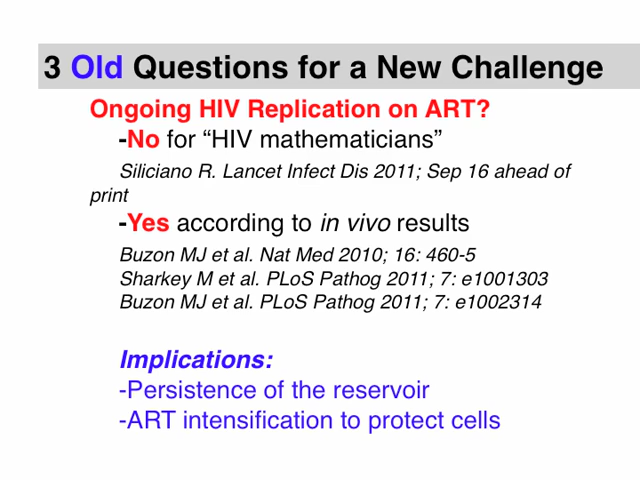 3 Old Questions for a New Challenge
Ongoing HIV Replication on ART?
-No for “HIV mathematicians”
Siliciano R. Lancet Infect Dis 2011; Sep 16 ahead of
print
-Yes according to in vivo results
Buzon MJ et al. Nat Med 2010; 16: 460-5
Sharkey M et al. PLoS Pathog 2011; 7: e1001303
Buzon MJ et al. PLoS Pathog 2011; 7: e1002314
Implications:
-Persistence of the reservoir
-ART intensification to protect cells